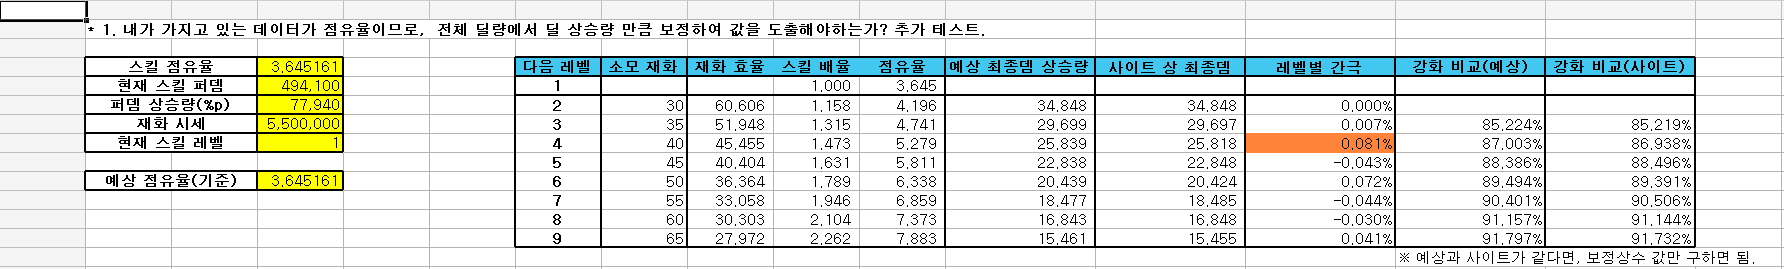 * 1. 내가 가지고 있는 데이터가 점유율이므로, 전체 딜량에서 딜 상승량 만큼 보정하여 값을 도출해야하는가? 추가 테스트.
스킬 점유율 3.645161
현재 스킬 퍼뎀 494,100
퍼뎀 상승량(%p) 77,940
재화 시세 5,500,000
현재 스킬 레벨 1
예상 점유율(기준) 3.645161
다음 레벨 소모 재화 재화 효율 스킬 배율 점유율 예상 최종뎀 상승량 사이트 상 최종뎀 레벨별 간극 강화 비교(예상) 강화 비교(사이트)
1 1.000 3.645
2 30 60.606 1.158 4.196 34.848 34.848 0.000%
3 35 51.948 1.315 4.741 29.699 29.697 0.007% 85.224% 85.219%
4 40 45.455 1.473 5.279 25.839 25.818 0.081% 87.003% 86.938%
5 45 40.404 1.631 5.811 22.838 22.848 -0.043% 88.386% 88.496%
6 50 36.364 1.789 6.338 20.439 20.424 0.072% 89.494% 89.391%
7 55 33.058 1.946 6.859 18.477 18.485 -0.044% 90.401% 90.506%
8 60 30.303 2.104 7.373 16.843 16.848 -0.030% 91.157% 91.144%
9 65 27.972 2.262 7.883 15.461 15.455 0.041% 91.797% 91.732%
※ 예상과 사이트가 같다면, 보정상수 값만 구하면 됨.